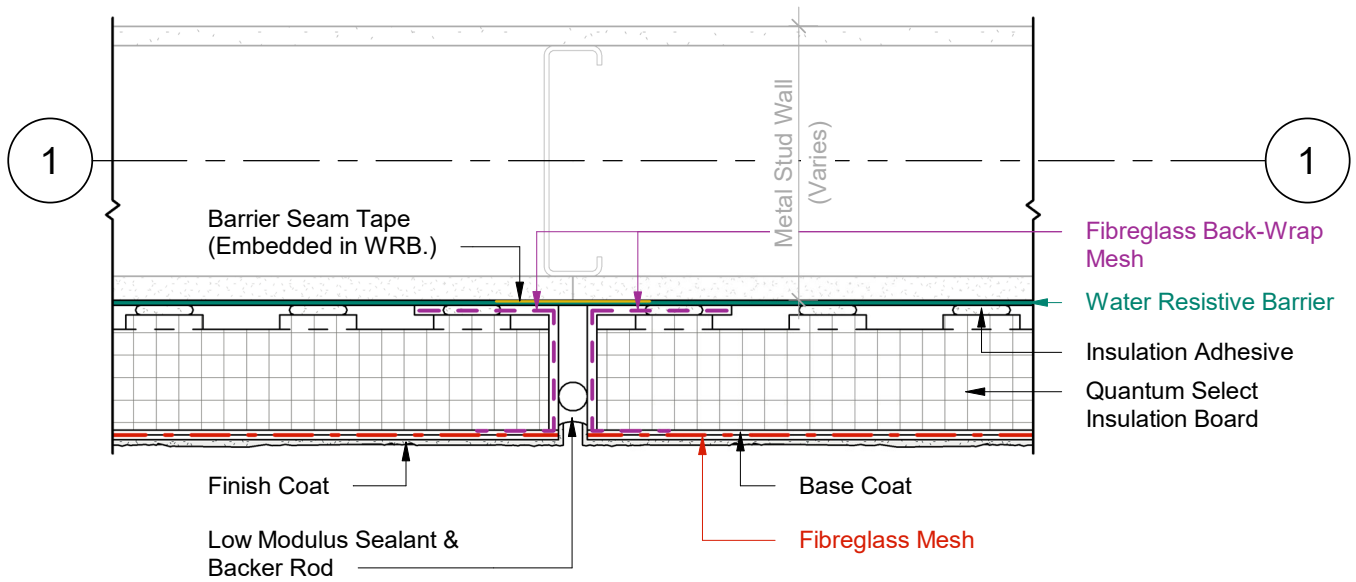 1
1
Metal Stud Wall
(Varies)
Barrier Seam Tape
(Embedded in WRB.)
Fibreglass Back-Wrap
Mesh
Water Resistive Barrier
Insulation Adhesive
Quantum Select
Insulation Board
Finish Coat
Base Coat
Low Modulus Sealant &
Backer Rod
Fibreglass Mesh